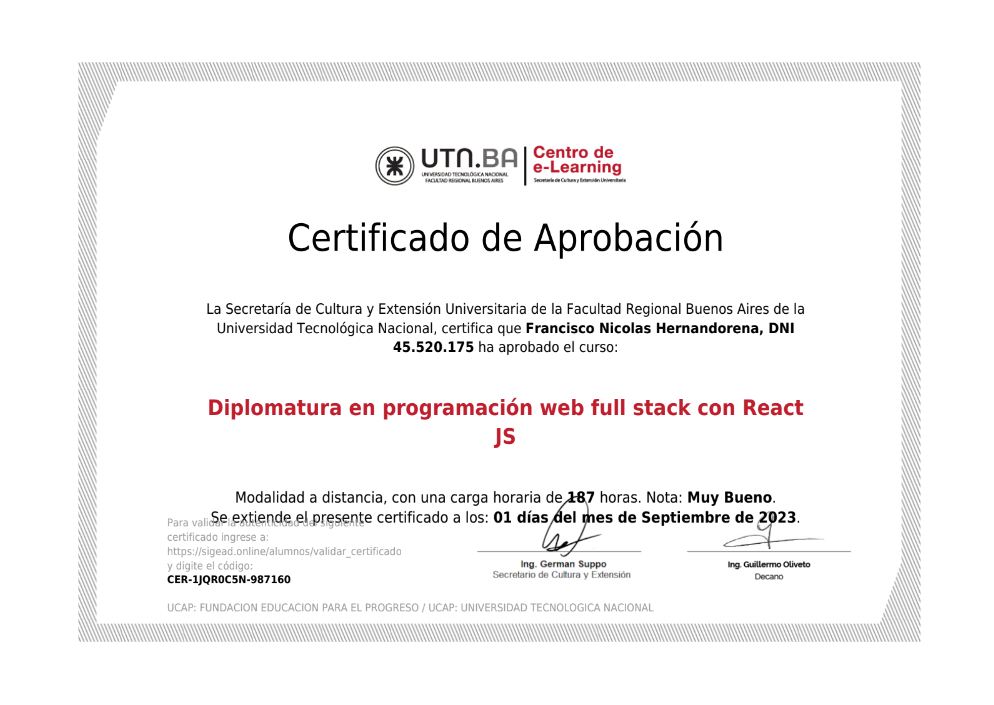 UTN.BA
UNIVERSIDAD TECNOLÓGICA NACIONAL
FACULTAD REGIONAL BUENOS AIRES
Centro de
e-Learning
Secretaría de Cultura y Extensión Universitaria
Certificado de Aprobación
La Secretaría de Cultura y Extensión Universitaria de la Facultad Regional Buenos Aires de la
Universidad Tecnológica Nacional, certifica que Francisco Nicolas Hernandorena, DNI
45.520.175 ha aprobado el curso:
Diplomatura en programación web full stack con React
JS
Modalidad a distancia, con una carga horaria de 187 horas. Nota: Muy Bueno.
Se extiende el presente certificado a los: 01 días del mes de Septiembre de 2023.
Para validar la autenticidad del siguiente
certificado ingrese a:
https://sigead.online/alumnos/validar_certificado
y digite el código:
CER-1JQR0C5N-987160
Ing. German Suppo
Secretario de Cultura y Extensión
Ing. Guillermo Oliveto
Decano
UCAP: FUNDACION EDUCACION PARA EL PROGRESO / UCAP: UNIVERSIDAD TECNOLOGICA NACIONAL